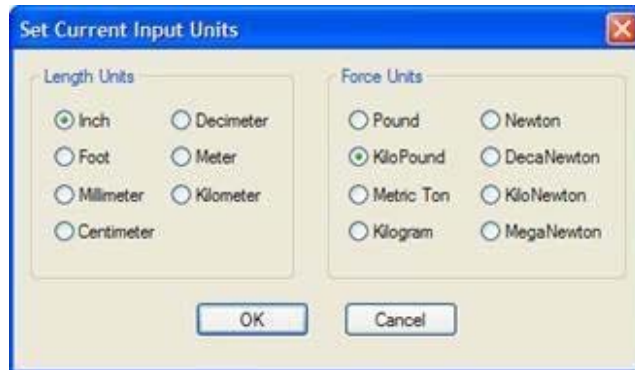 Set Current Input Units
Length Units
Inch
Decimeter
Foot
Meter
Millimeter
Kilometer
Centimeter
Force Units
Pound
Newton
KiloPound
DecaNewton
Metric Ton
KiloNewton
Kilogram
MegaNewton
OK
Cancel